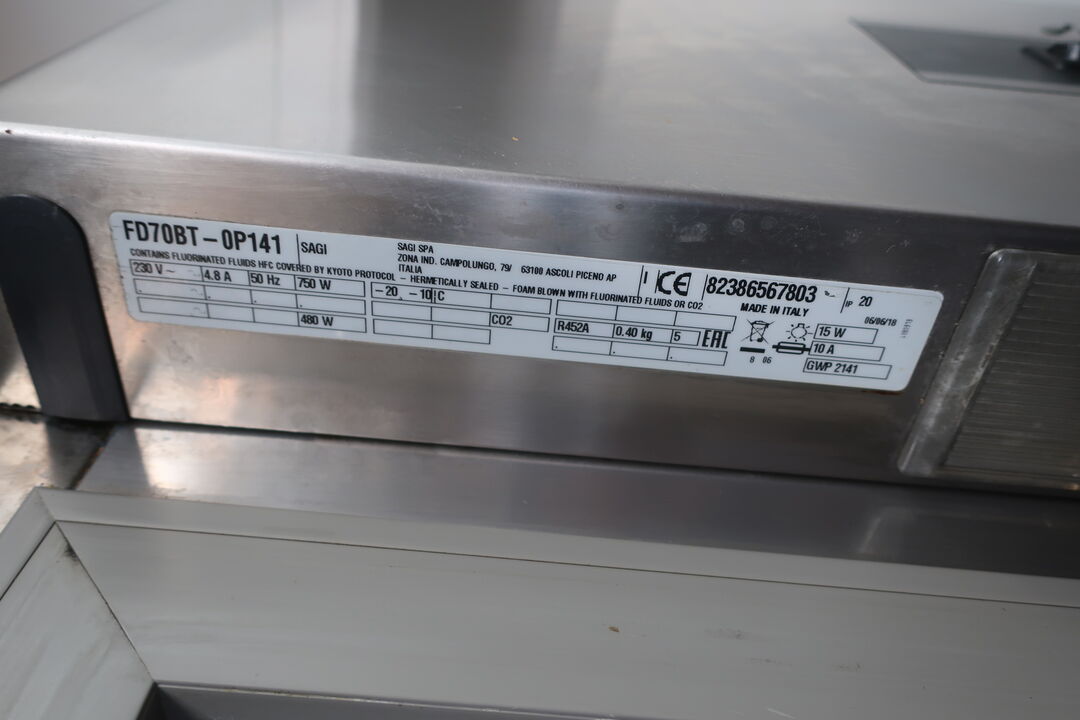 FD70BT-0P141 SAGI
SAGI SPA
ZONA IND. CAMPOLUNGO, 79/ 63100 ASCOLI PICENO AP
ITALIA
CONTAINS FLUORINATED FLUIDS HFC COVERED BY KYOTO PROTOCOL - HERMETICALLY SEALED - FOAM BLOWN WITH FLUORINATED FLUIDS OR CO2
CE 82386567803 IP 20
MADE IN ITALY 06/06/18
230 V ~ 4.8 A 50 Hz 750 W -20 -10 C
480 W CO2 R452A 0.40 kg 5 EAC
15 W
10 A
8 06
GWP 2141